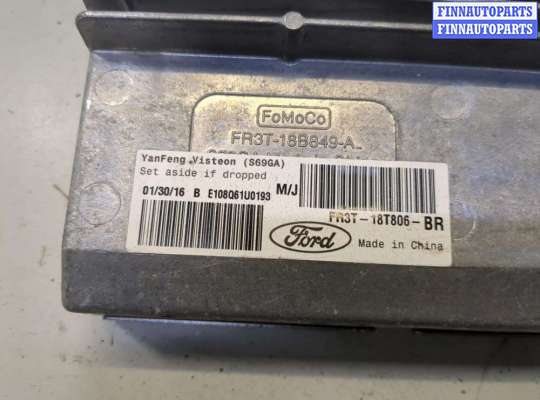 FINNAUTOPARTS
FINNAUTOPARTS
FoMoCo
FR3T-18B849-A
YanFeng Visteon (S69GA)
Set aside if dropped
01/30/16 B E108Q61U0193 M/J
FR3T-18T806-BR
Ford
Made in China